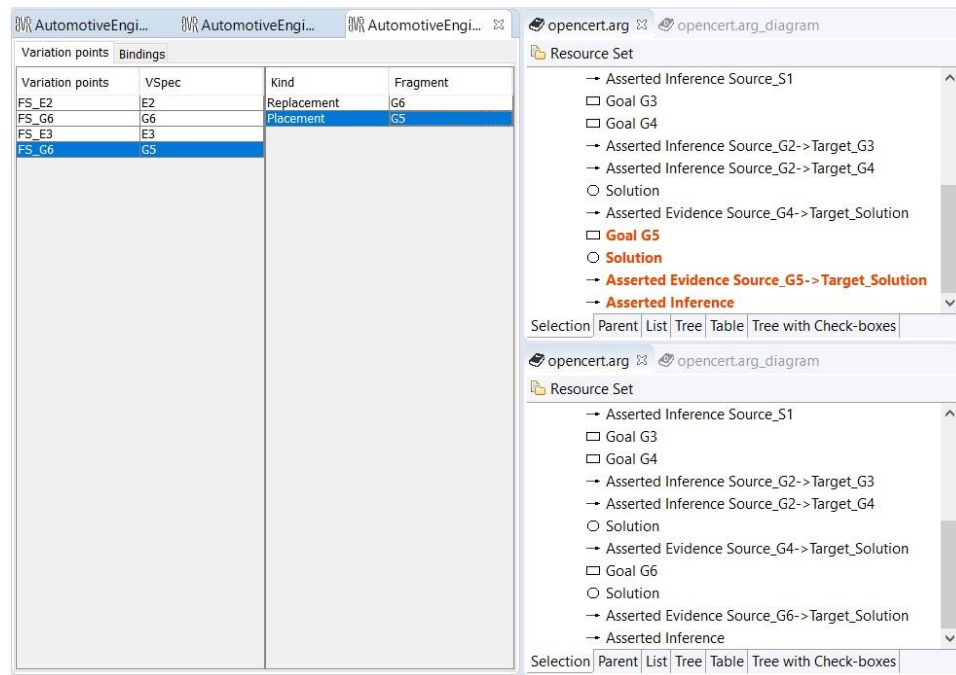 AutomotiveEngi...
AutomotiveEngi...
AutomotiveEngi...
Variation points Bindings
Variation points VSpec Kind Fragment
FS_E2 E2 Replacement G6
FS_G6 G6 Placement G5
FS_E3 E3
FS_G6 G5
opencert.arg opencert.arg_diagram
Resource Set
Asserted Inference Source_S1
Goal G3
Goal G4
Asserted Inference Source_G2->Target_G3
Asserted Inference Source_G2->Target_G4
Solution
Asserted Evidence Source_G4->Target_Solution
Goal G5
Solution
Asserted Evidence Source_G5->Target_Solution
Asserted Inference
Selection Parent List Tree Table Tree with Check-boxes
opencert.arg opencert.arg_diagram
Resource Set
Asserted Inference Source_S1
Goal G3
Goal G4
Asserted Inference Source_G2->Target_G3
Asserted Inference Source_G2->Target_G4
Solution
Asserted Evidence Source_G4->Target_Solution
Goal G6
Solution
Asserted Evidence Source_G6->Target_Solution
Asserted Inference
Selection Parent List Tree Table Tree with Check-boxes